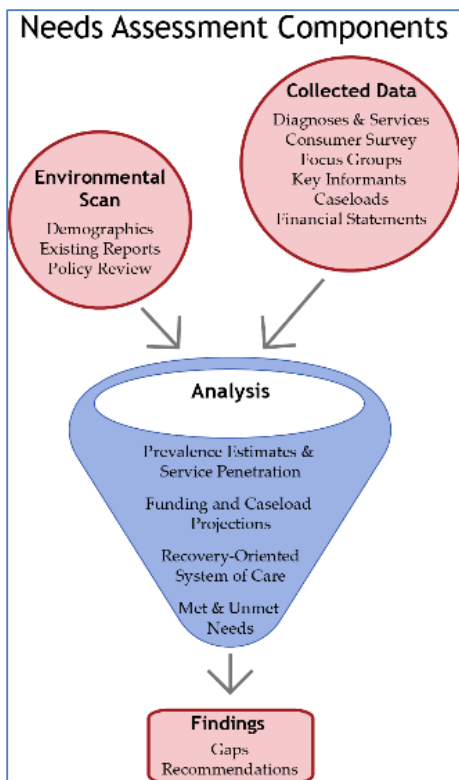 Needs Assessment Components
Collected Data
Diagnoses & Services
Consumer Survey
Focus Groups
Key Informants
Caseloads
Financial Statements
Environmental
Scan
Demographics
Existing Reports
Policy Review
Analysis
Prevalence Estimates &
Service Penetration
Funding and Caseload
Projections
Recovery-Oriented
System of Care
Met & Unmet
Needs
Findings
Gaps
Recommendations